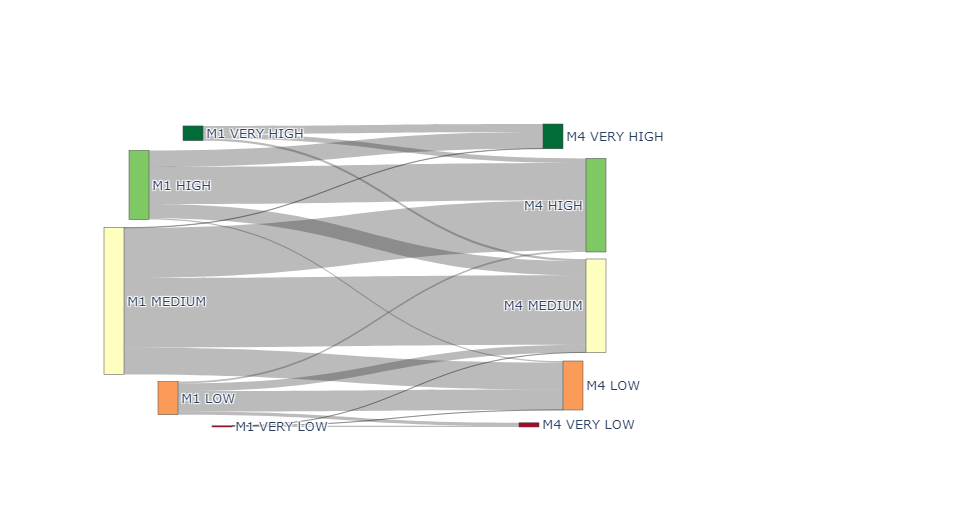 M1 VERY HIGH
M4 VERY HIGH
M1 HIGH
M4 HIGH
M1 MEDIUM
M4 MEDIUM
M1 LOW
M4 LOW
M1 VERY LOW
M4 VERY LOW